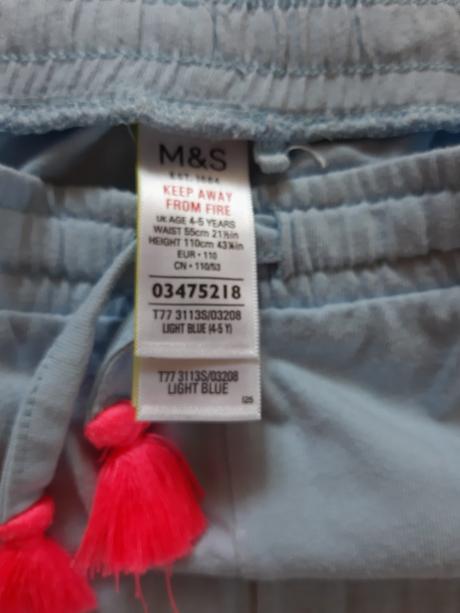 M&S
EST. 1884
KEEP AWAY
FROM FIRE
UK AGE 4-5 YEARS
WAIST 55cm 21½in
HEIGHT 110cm 43¼in
EUR • 110
CN • 110/53
03475218
T77 3113S/03208
LIGHT BLUE (4-5 Y)
T77 3113S/03208
LIGHT BLUE